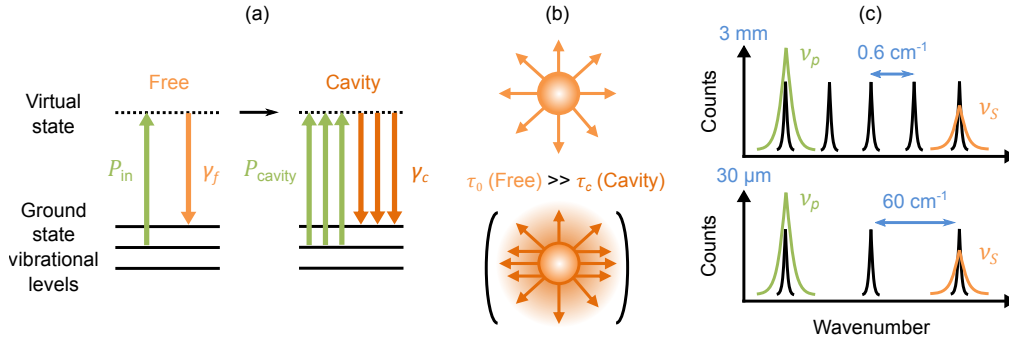 (a)
Free
Cavity
Virtual
state
P_in
γ_f
P_cavity
γ_c
Ground
state
vibrational
levels
(b)
τ₀ (Free) >> τ_c (Cavity)
(c)
3 mm
Counts
ν_p
0.6 cm⁻¹
ν_S
30 µm
Counts
ν_p
60 cm⁻¹
ν_S
Wavenumber